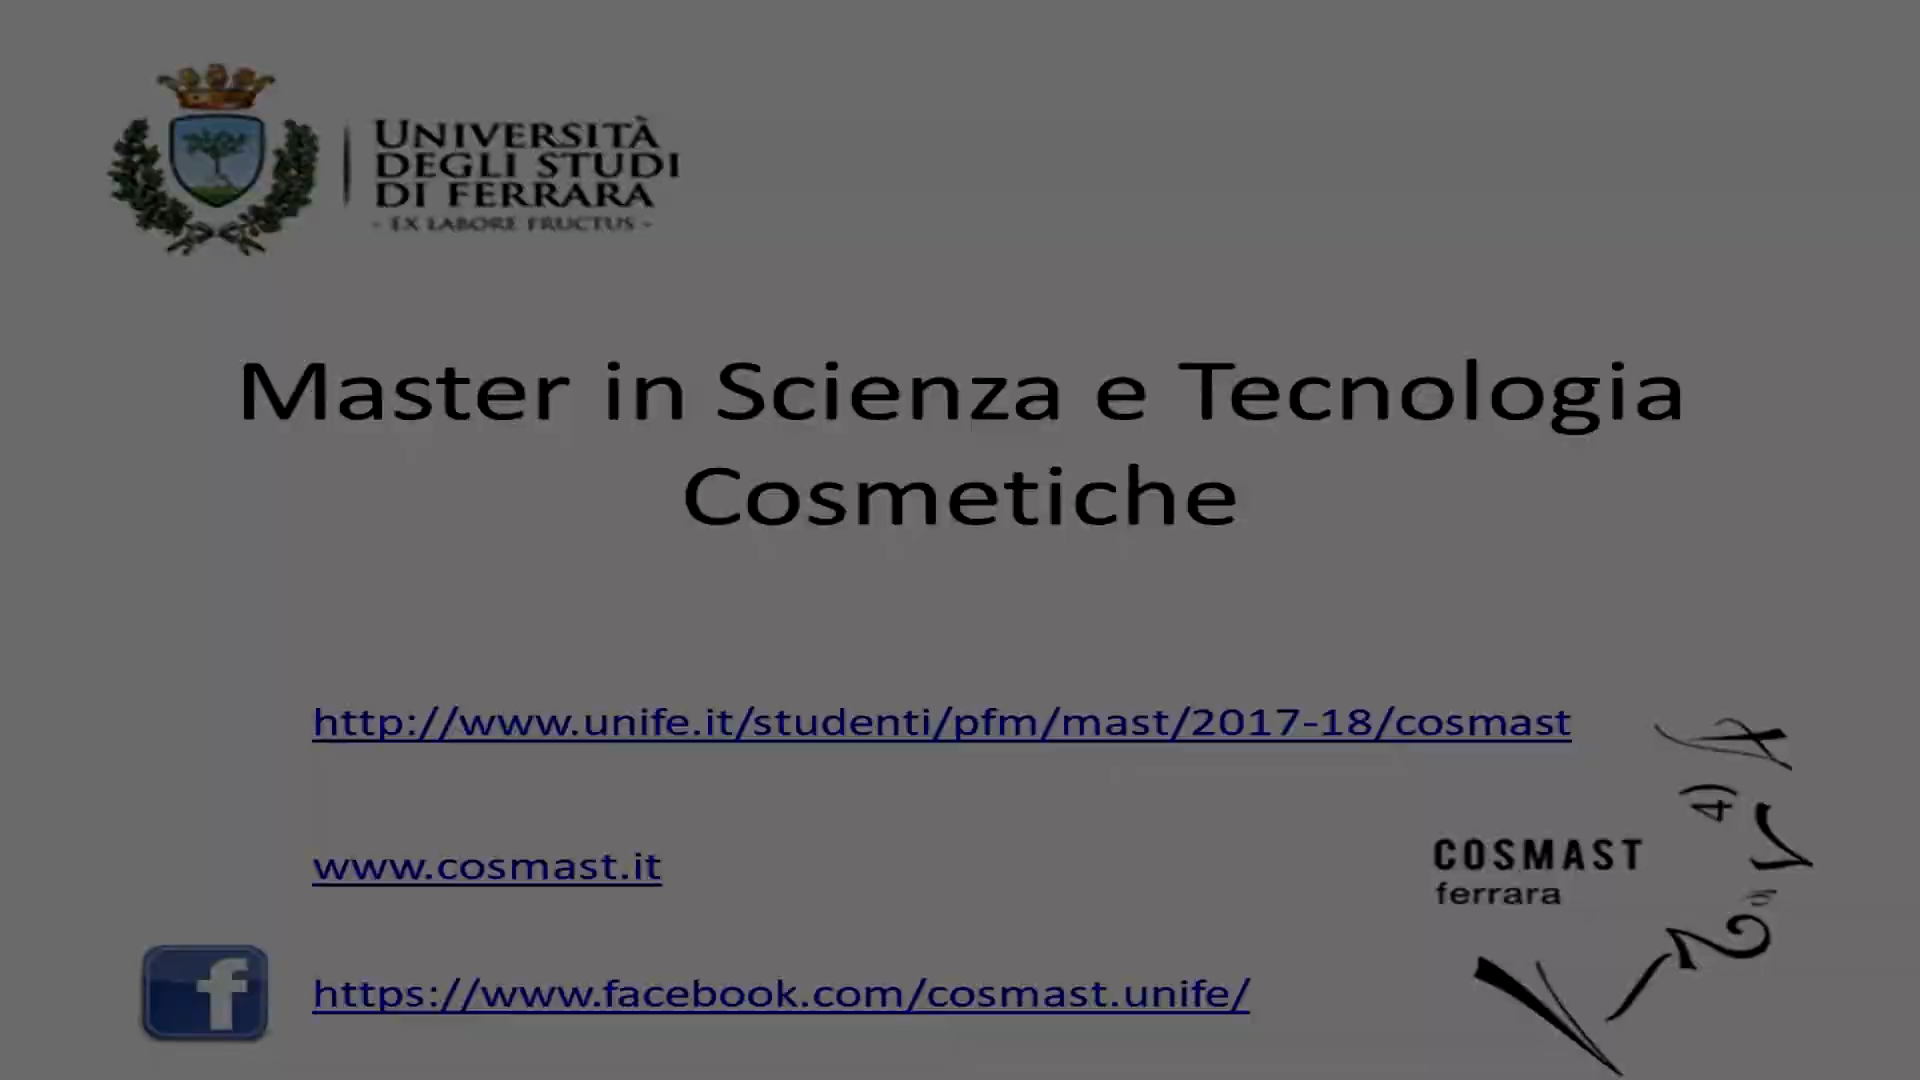 UNIVERSITÀ
DEGLI STUDI
DI FERRARA
- EX LABORE FRUCTUS -
Master in Scienza e Tecnologia
Cosmetiche
http://www.unife.it/studenti/pfm/mast/2017-18/cosmast
www.cosmast.it
COSMAST
ferrara
f
https://www.facebook.com/cosmast.unife/